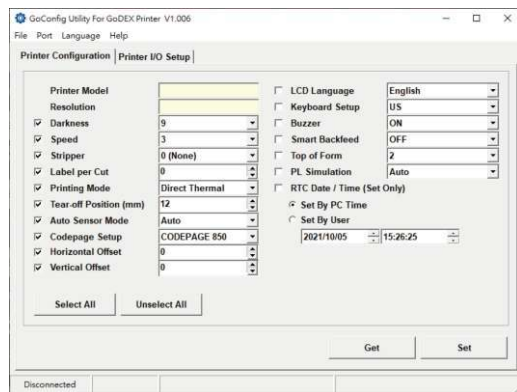 GoConfig Utility For GoDEX Printer V1.006
File Port Language Help
Printer Configuration Printer I/O Setup
Printer Model
Resolution
Darkness 9
Speed 3
Stripper 0 (None)
Label per Cut 0
Printing Mode Direct Thermal
Tear-off Position (mm) 12
Auto Sensor Mode Auto
Codepage Setup CODEPAGE 850
Horizontal Offset 0
Vertical Offset 0
Select All Unselect All
LCD Language English
Keyboard Setup US
Buzzer ON
Smart Backfeed OFF
Top of Form 2
PL Simulation Auto
RTC Date / Time (Set Only)
Set By PC Time
Set By User
2021/10/05 15:26:25
Get Set
Disconnected